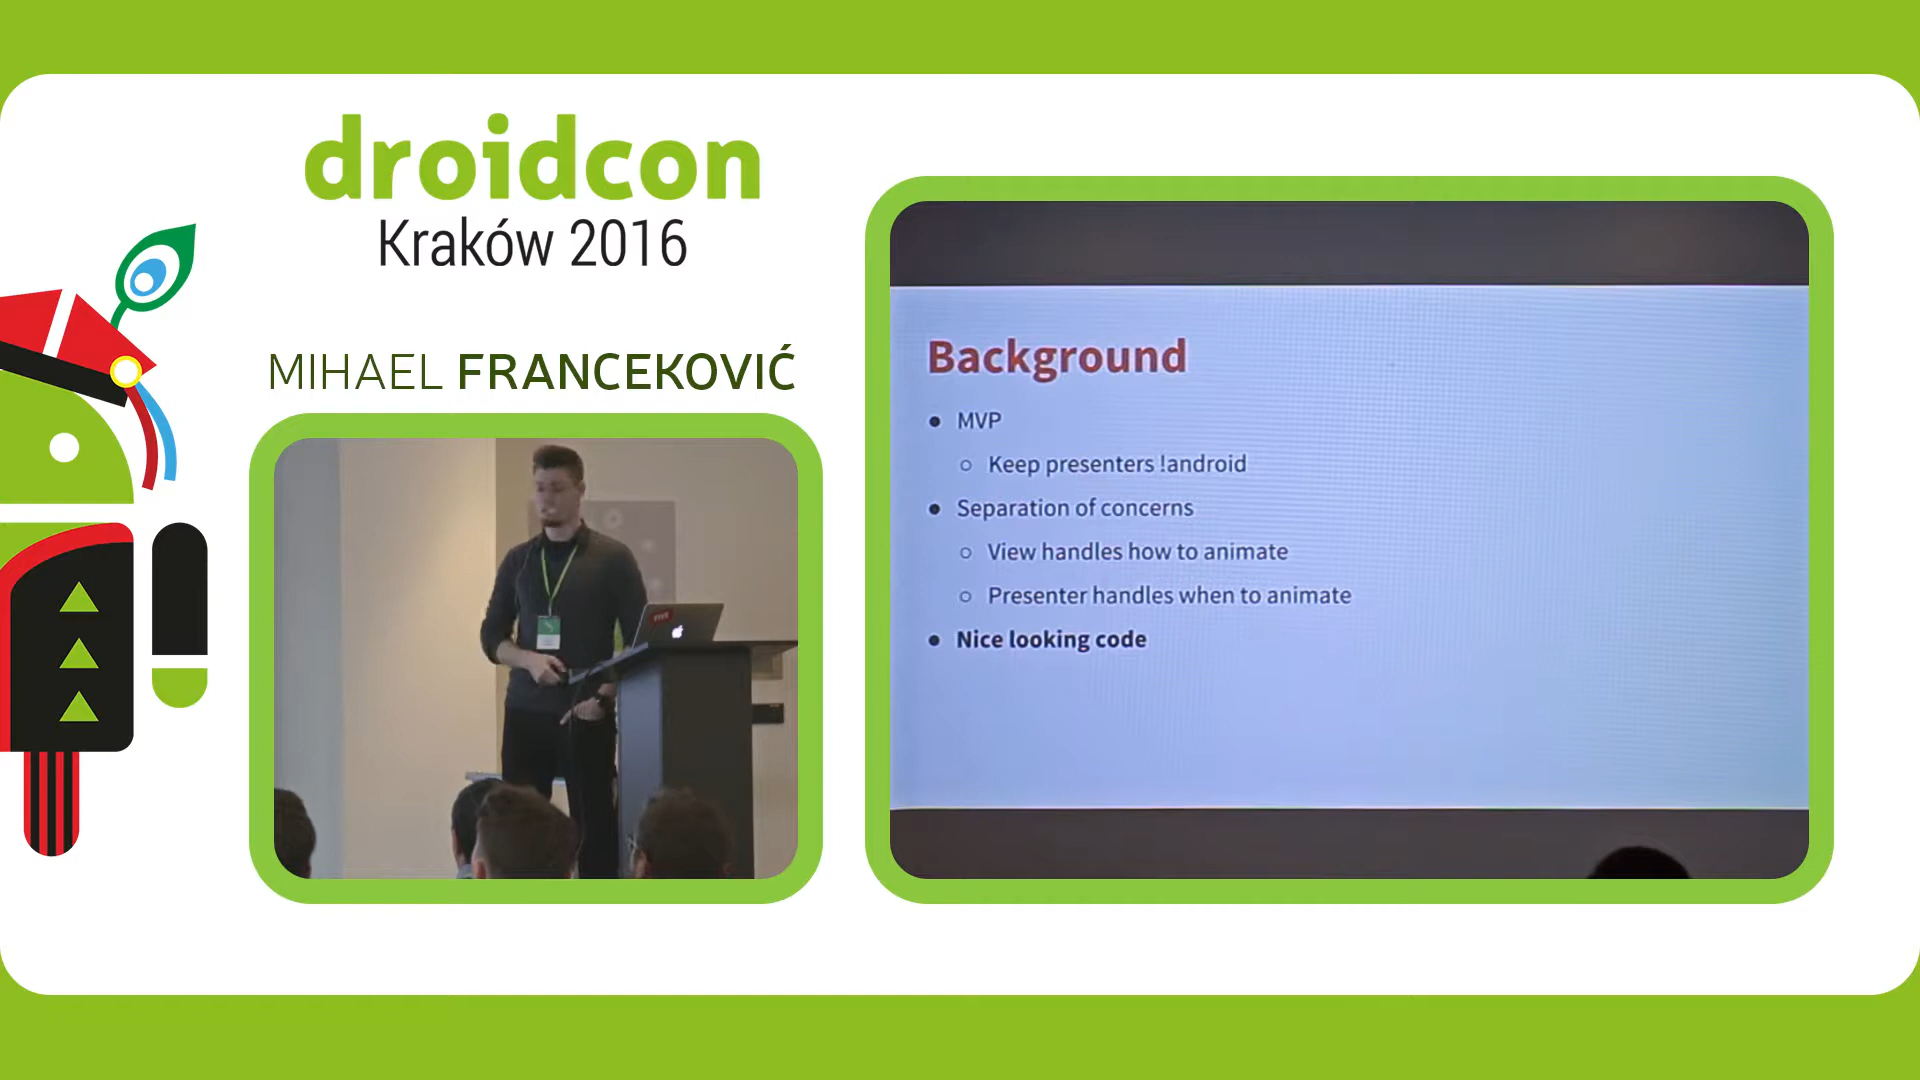 droidcon
Kraków 2016
MIHAEL FRANCEKOVIĆ
Background
● MVP
○ Keep presenters !android
● Separation of concerns
○ View handles how to animate
○ Presenter handles when to animate
● Nice looking code